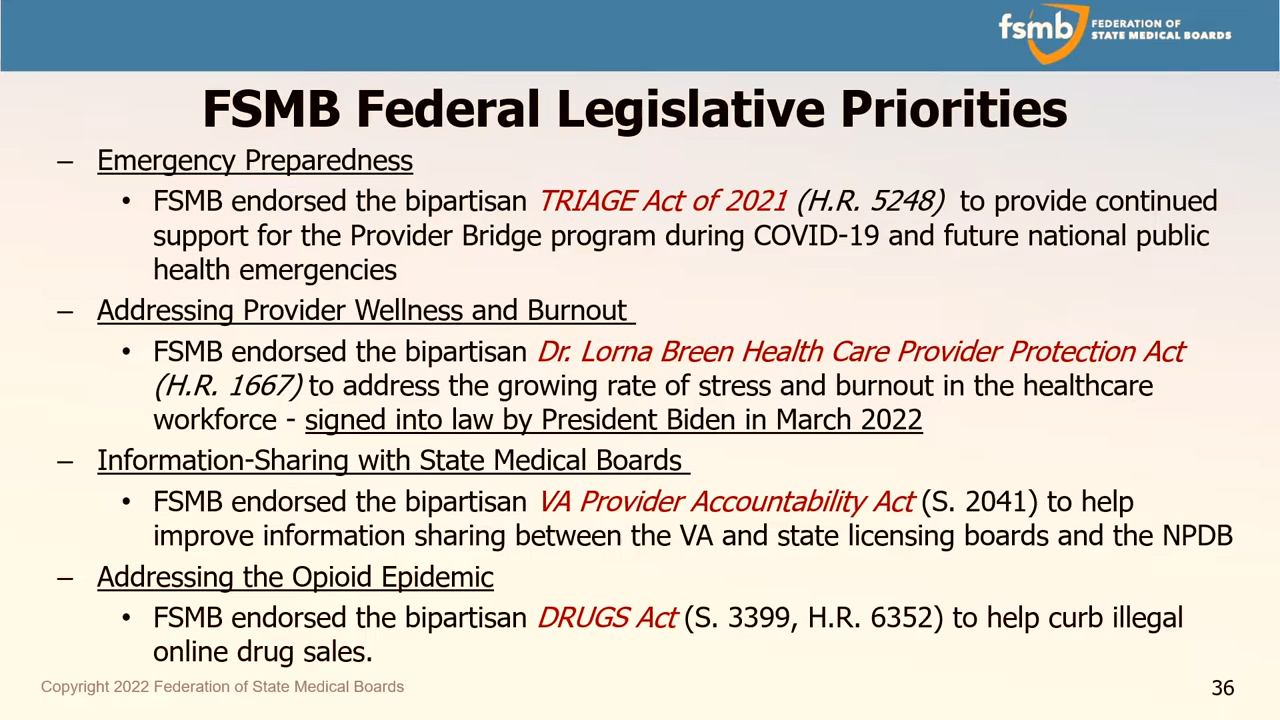 fsmb FEDERATION OF
STATE MEDICAL BOARDS
FSMB Federal Legislative Priorities
– Emergency Preparedness
• FSMB endorsed the bipartisan TRIAGE Act of 2021 (H.R. 5248) to provide continued
support for the Provider Bridge program during COVID-19 and future national public
health emergencies
– Addressing Provider Wellness and Burnout
• FSMB endorsed the bipartisan Dr. Lorna Breen Health Care Provider Protection Act
(H.R. 1667) to address the growing rate of stress and burnout in the healthcare
workforce - signed into law by President Biden in March 2022
– Information-Sharing with State Medical Boards
• FSMB endorsed the bipartisan VA Provider Accountability Act (S. 2041) to help
improve information sharing between the VA and state licensing boards and the NPDB
– Addressing the Opioid Epidemic
• FSMB endorsed the bipartisan DRUGS Act (S. 3399, H.R. 6352) to help curb illegal
online drug sales.
Copyright 2022 Federation of State Medical Boards
36